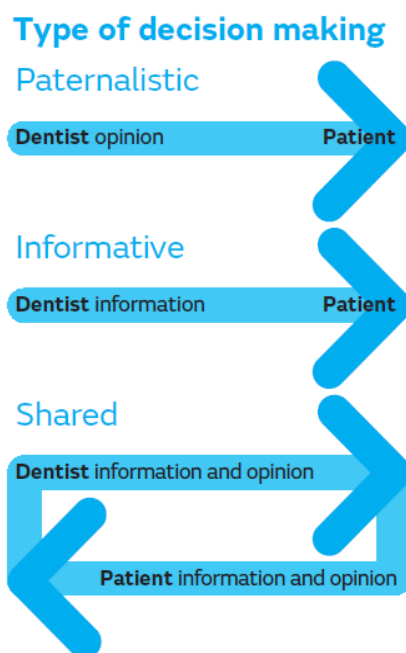 Type of decision making
Paternalistic
Dentist opinion Patient
Informative
Dentist information Patient
Shared
Dentist information and opinion
Patient information and opinion